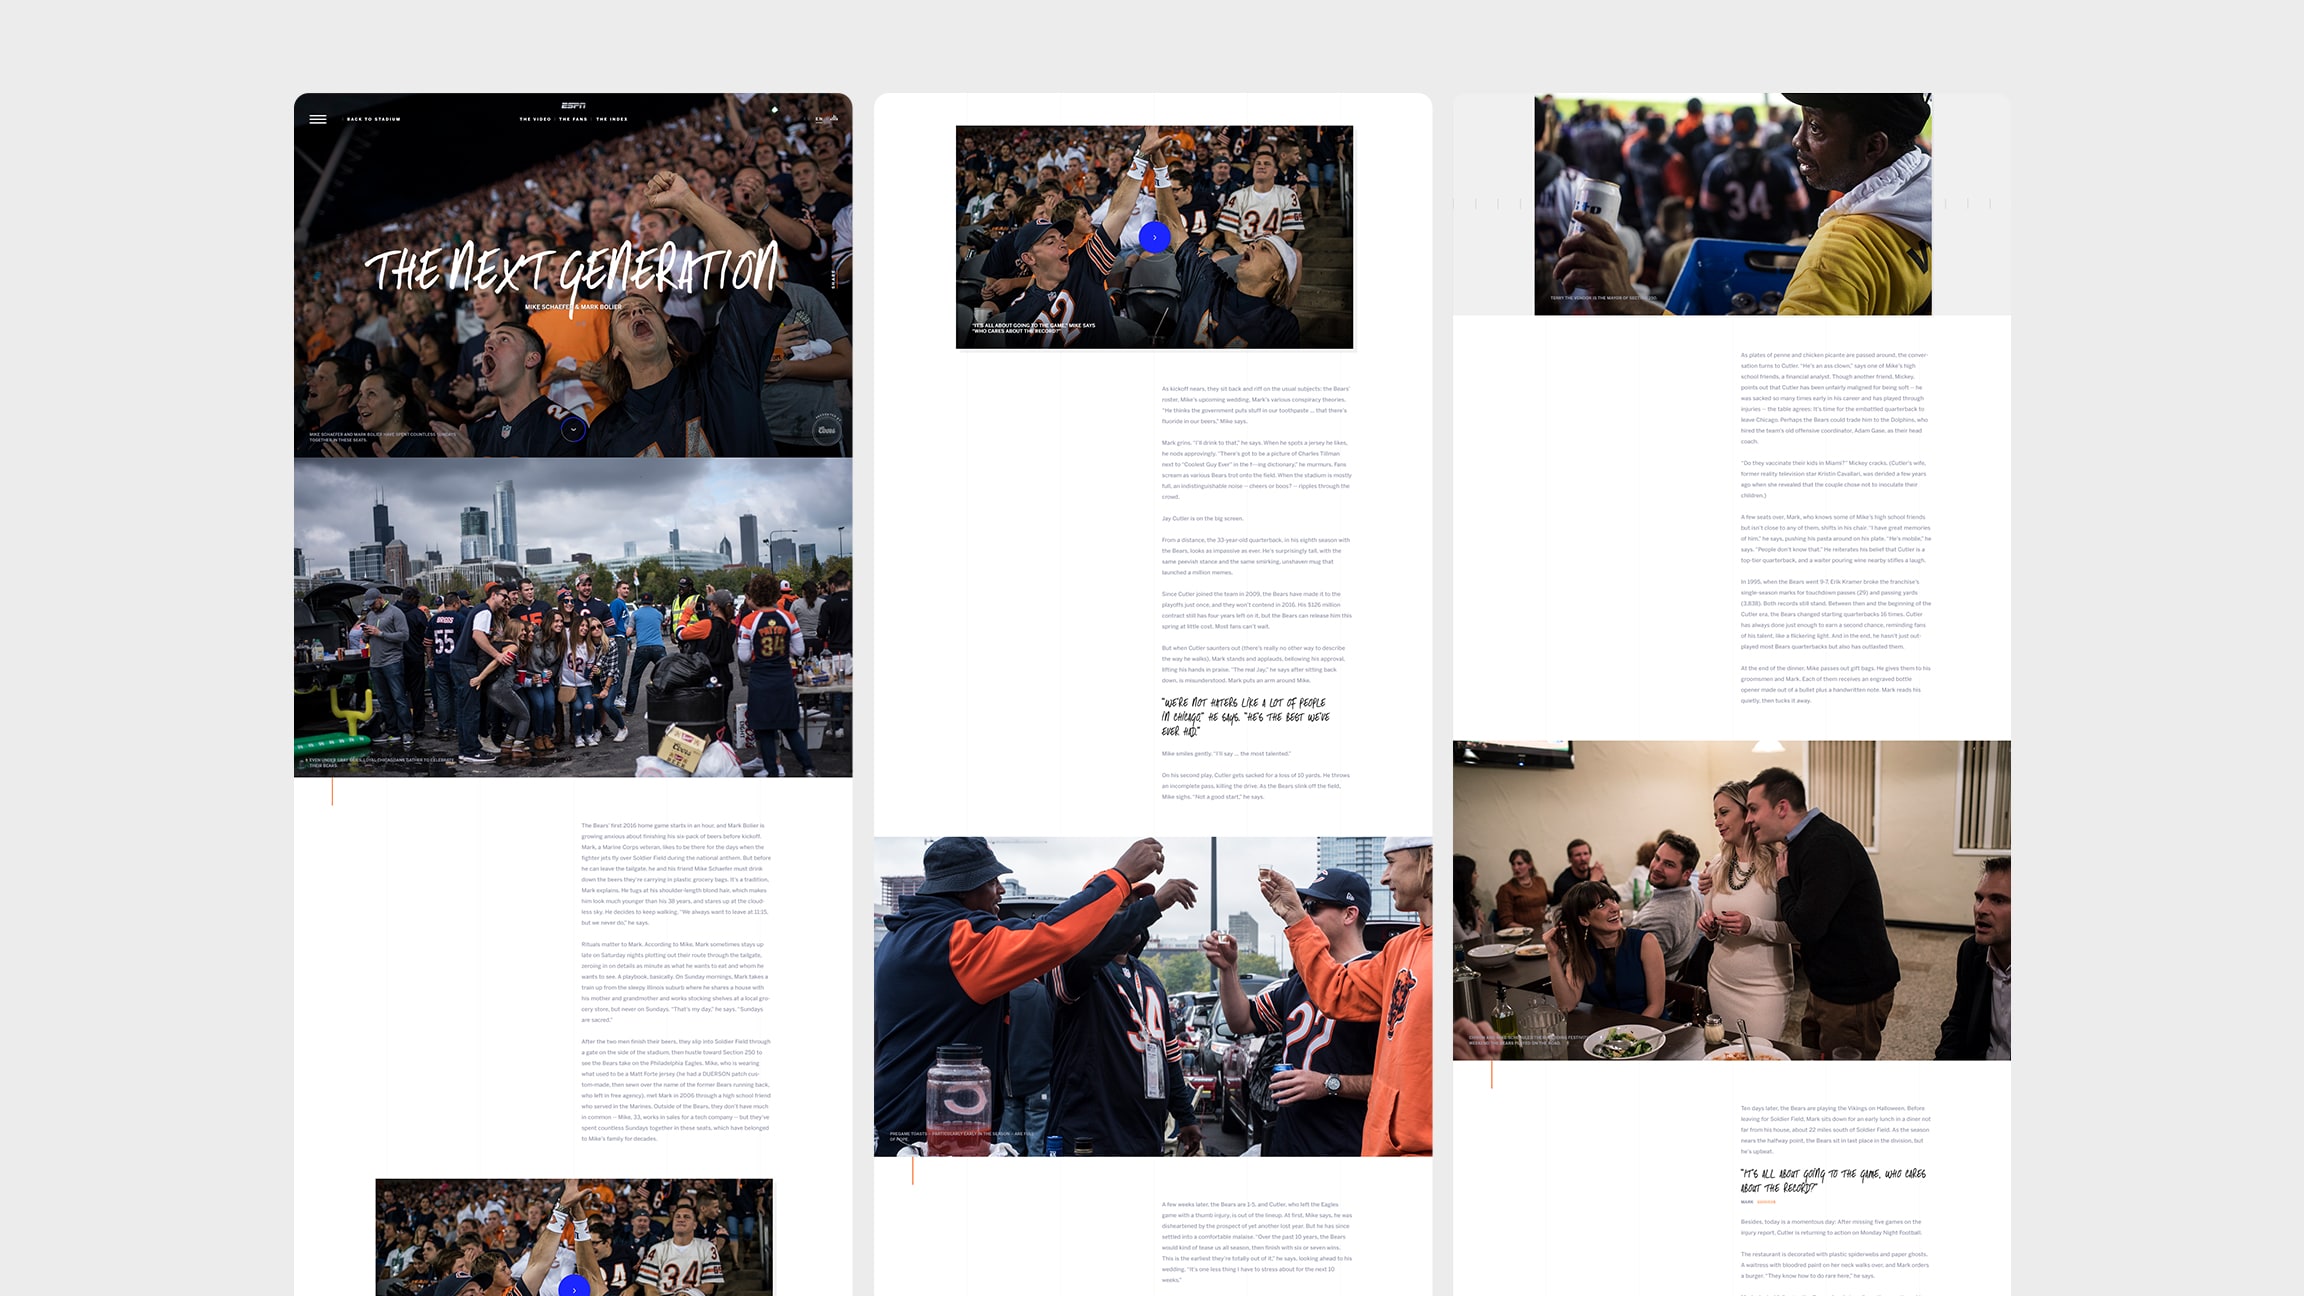 ESPN
BACK TO STADIUM
THE VIDEO THE FANS THE INDEX
EN
THE NEXT GENERATION
MIKE SCHAEFER & MARK BOLIER
SHARE
MIKE SCHAEFER AND MARK BOLIER HAVE SPENT COUNTLESS SUNDAYS
TOGETHER IN THESE SEATS.
PRESENTED BY
Coors
BRIGGS
55
62
PAYTON
34
EVEN UNDER GRAY SKIES, LOYAL CHICAGOANS GATHER TO CELEBRATE
THEIR BEARS.
The Bears' first 2016 home game starts in an hour, and Mark Bolier is
growing anxious about finishing his six-pack of beers before kickoff.
Mark, a Marine Corps veteran, likes to be there for the days when the
fighter jets fly over Soldier Field during the national anthem. But before
he can leave the tailgate, he and his friend Mike Schaefer must drink
down the beers they're carrying in plastic grocery bags. It's a tradition,
Mark explains. He tugs at his shoulder-length blond hair, which makes
him look much younger than his 38 years, and stares up at the cloud-
less sky. He decides to keep walking. "We always want to leave at 11:15,
but we never do," he says.
Rituals matter to Mark. According to Mike, Mark sometimes stays up
late on Saturday nights plotting out their route through the tailgate,
zeroing in on details as minute as what he wants to eat and whom he
wants to see. A playbook, basically. On Sunday mornings, Mark takes a
train up from the sleepy Illinois suburb where he shares a house with
his mother and grandmother and works stocking shelves at a local gro-
cery store, but never on Sundays. "That's my day," he says. "Sundays
are sacred."
After the two men finish their beers, they slip into Soldier Field through
a gate on the side of the stadium, then hustle toward Section 250 to
see the Bears take on the Philadelphia Eagles. Mike, who is wearing
what used to be a Matt Forte jersey (he had a DUERSON patch cus-
tom-made, then sewn over the name of the former Bears running back,
who left in free agency), met Mark in 2006 through a high school friend
who served in the Marines. Outside of the Bears, they don't have much
in common -- Mike, 33, works in sales for a tech company -- but they've
spent countless Sundays together in these seats, which have belonged
to Mike's family for decades.
34
"IT'S ALL ABOUT GOING TO THE GAME," MIKE SAYS
"WHO CARES ABOUT THE RECORD?"
As kickoff nears, they sit back and riff on the usual subjects: the Bears'
roster, Mike's upcoming wedding, Mark's various conspiracy theories.
"He thinks the government puts stuff in our toothpaste ... that there's
fluoride in our beers," Mike says.
Mark grins. "I'll drink to that," he says. When he spots a jersey he likes,
he nods approvingly. "There's got to be a picture of Charles Tillman
next to "Coolest Guy Ever" in the f---ing dictionary," he murmurs. Fans
scream as various Bears trot onto the field. When the stadium is mostly
full, an indistinguishable noise -- cheers or boos? -- ripples through the
crowd.
Jay Cutler is on the big screen.
From a distance, the 33-year-old quarterback, in his eighth season with
the Bears, looks as impassive as ever. He's surprisingly tall, with the
same peevish stance and the same smirking, unshaven mug that
launched a million memes.
Since Cutler joined the team in 2009, the Bears have made it to the
playoffs just once, and they won't contend in 2016. His $126 million
contract still has four years left on it, but the Bears can release him this
spring at little cost. Most fans can't wait.
But when Cutler saunters out (there's really no other way to describe
the way he walks), Mark stands and applauds, bellowing his approval,
lifting his hands in praise. "The real Jay," he says after sitting back
down, is misunderstood. Mark puts an arm around Mike.
"WE'RE NOT HATERS LIKE A LOT OF PEOPLE
IN CHICAGO," HE SAYS. "HE'S THE BEST WE'VE
EVER HAD."
Mike smiles gently. "I'll say ... the most talented."
On his second play, Cutler gets sacked for a loss of 10 yards. He throws
an incomplete pass, killing the drive. As the Bears slink off the field,
Mike sighs. "Not a good start," he says.
34
22
PREGAME TOASTS -- PARTICULARLY EARLY IN THE SEASON -- ARE FULL
OF HOPE.
A few weeks later, the Bears are 1-5, and Cutler, who left the Eagles
game with a thumb injury, is out of the lineup. At first, Mike says, he was
disheartened by the prospect of yet another lost year. But he has since
settled into a comfortable malaise. "Over the past 10 years, the Bears
would kind of tease us all season, then finish with six or seven wins.
This is the earliest they're totally out of it," he says, looking ahead to his
wedding. "It's one less thing I have to stress about for the next 10
weeks."
34
TERRY THE VENDOR IS THE MAYOR OF SECTION 250.
As plates of penne and chicken picante are passed around, the conver-
sation turns to Cutler. "He's an ass clown," says one of Mike's high
school friends, a financial analyst. Though another friend, Mickey,
points out that Cutler has been unfairly maligned for being soft -- he
was sacked so many times early in his career and has played through
injuries -- the table agrees: It's time for the embattled quarterback to
leave Chicago. Perhaps the Bears could trade him to the Dolphins, who
hired the team's old offensive coordinator, Adam Gase, as their head
coach.
"Do they vaccinate their kids in Miami?" Mickey cracks. (Cutler's wife,
former reality television star Kristin Cavallari, was derided a few years
ago when she revealed that the couple chose not to inoculate their
children.)
A few seats over, Mark, who knows some of Mike's high school friends
but isn't close to any of them, shifts in his chair. "I have great memories
of him," he says, pushing his pasta around on his plate. "He's mobile," he
says. "People don't know that." He reiterates his belief that Cutler is a
top-tier quarterback, and a waiter pouring wine nearby stifles a laugh.
In 1995, when the Bears went 9-7, Erik Kramer broke the franchise's
single-season marks for touchdown passes (29) and passing yards
(3,838). Both records still stand. Between then and the beginning of the
Cutler era, the Bears changed starting quarterbacks 16 times. Cutler
has always done just enough to earn a second chance, reminding fans
of his talent, like a flickering light. And in the end, he hasn't just out-
played most Bears quarterbacks but also has outlasted them.
At the end of the dinner, Mike passes out gift bags. He gives them to his
groomsmen and Mark. Each of them receives an engraved bottle
opener made out of a bullet plus a handwritten note. Mark reads his
quietly, then tucks it away.
WEEKEND THE BEARS PLAYED ON THE ROAD.
Ten days later, the Bears are playing the Vikings on Halloween. Before
leaving for Soldier Field, Mark sits down for an early lunch in a diner not
far from his house, about 22 miles south of Soldier Field. As the season
nears the halfway point, the Bears sit in last place in the division, but
he's upbeat.
"IT'S ALL ABOUT GOING TO THE GAME, WHO CARES
ABOUT THE RECORD?"
MARK
Besides, today is a momentous day: After missing five games on the
injury report, Cutler is returning to action on Monday Night Football.
The restaurant is decorated with plastic spiderwebs and paper ghosts.
A waitress with bloodred paint on her neck walks over, and Mark orders
a burger. "They know how to do rare here," he says.